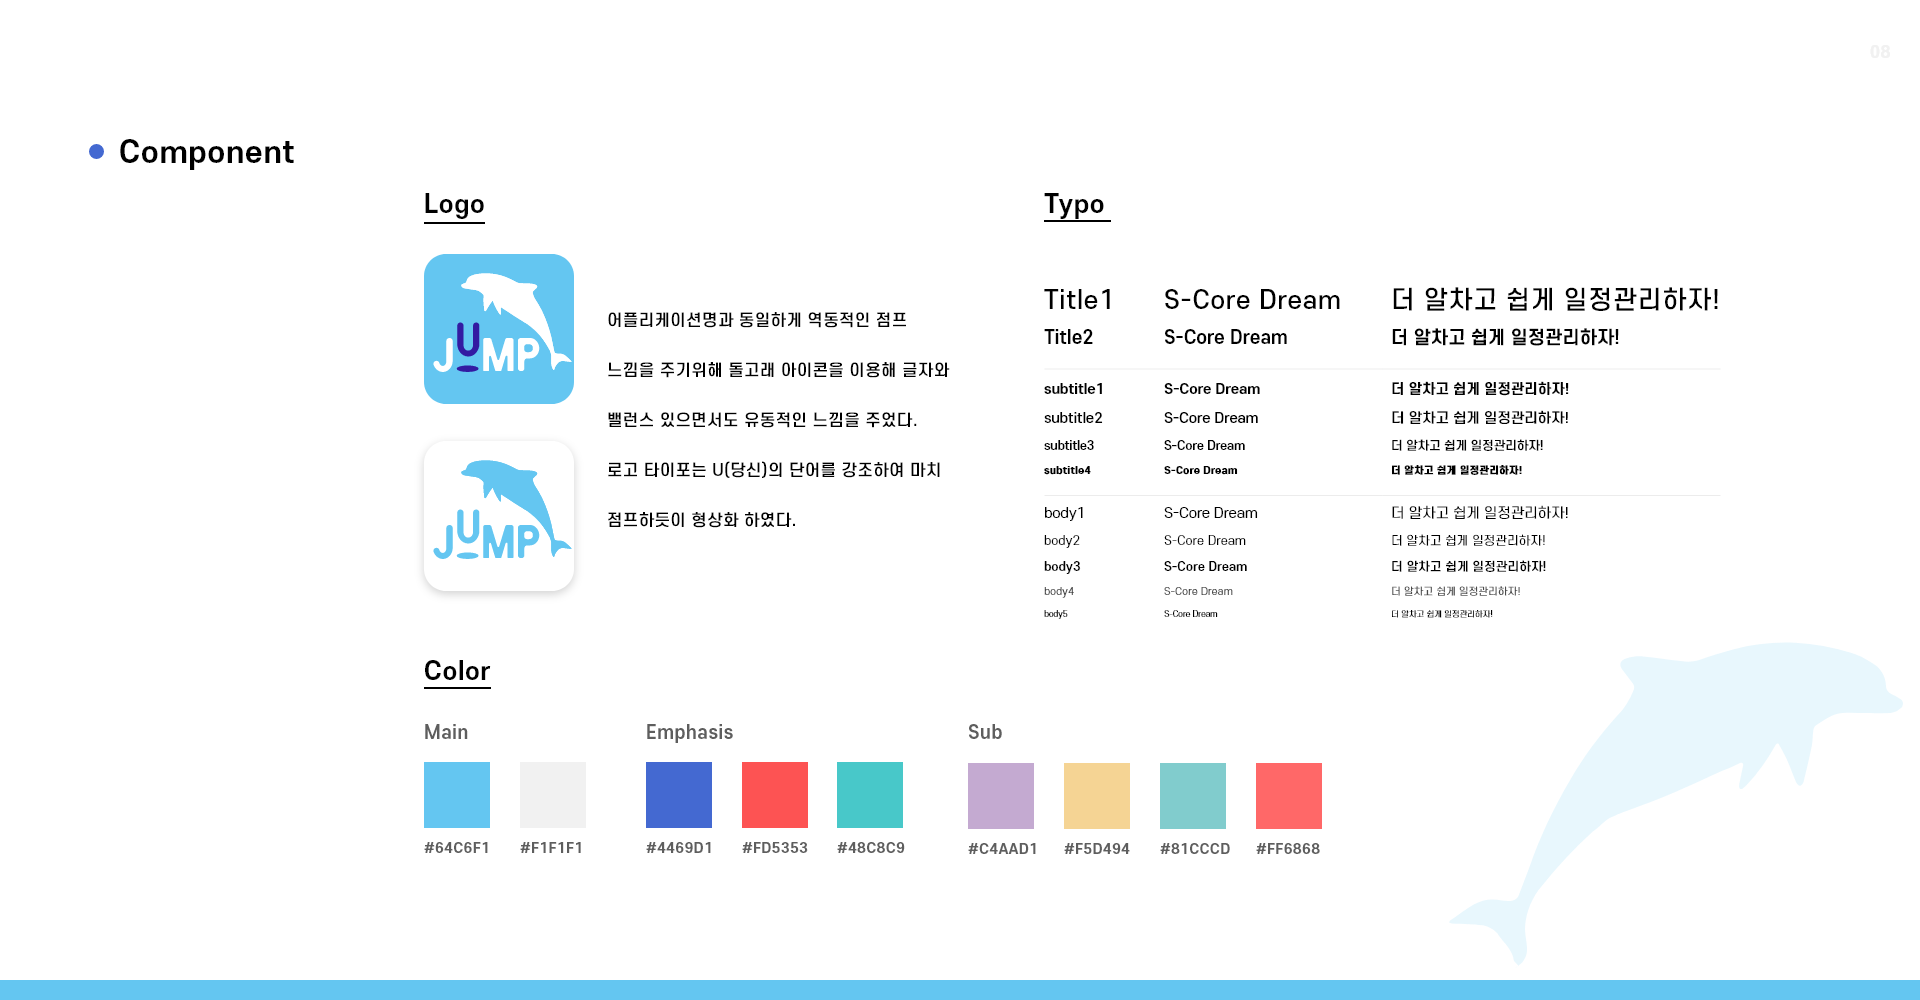 08
Component
Logo
JUMP
어플리케이션명과 동일하게 역동적인 점프
느낌을 주기위해 돌고래 아이콘을 이용해 글자와
밸런스 있으면서도 유동적인 느낌을 주었다.
로고 타이포는 U(당신)의 단어를 강조하여 마치
점프하듯이 형상화 하였다.
JUMP
Typo
Title1 S-Core Dream 더 알차고 쉽게 일정관리하자!
Title2 S-Core Dream 더 알차고 쉽게 일정관리하자!
subtitle1 S-Core Dream 더 알차고 쉽게 일정관리하자!
subtitle2 S-Core Dream 더 알차고 쉽게 일정관리하자!
subtitle3 S-Core Dream 더 알차고 쉽게 일정관리하자!
subtitle4 S-Core Dream 더 알차고 쉽게 일정관리하자!
body1 S-Core Dream 더 알차고 쉽게 일정관리하자!
body2 S-Core Dream 더 알차고 쉽게 일정관리하자!
body3 S-Core Dream 더 알차고 쉽게 일정관리하자!
body4 S-Core Dream 더 알차고 쉽게 일정관리하자!
body5 S-Core Dream 더 알차고 쉽게 일정관리하자!
Color
Main Emphasis Sub
#64C6F1 #F1F1F1 #4469D1 #FD5353 #48C8C9 #C4AAD1 #F5D494 #81CCCD #FF6868